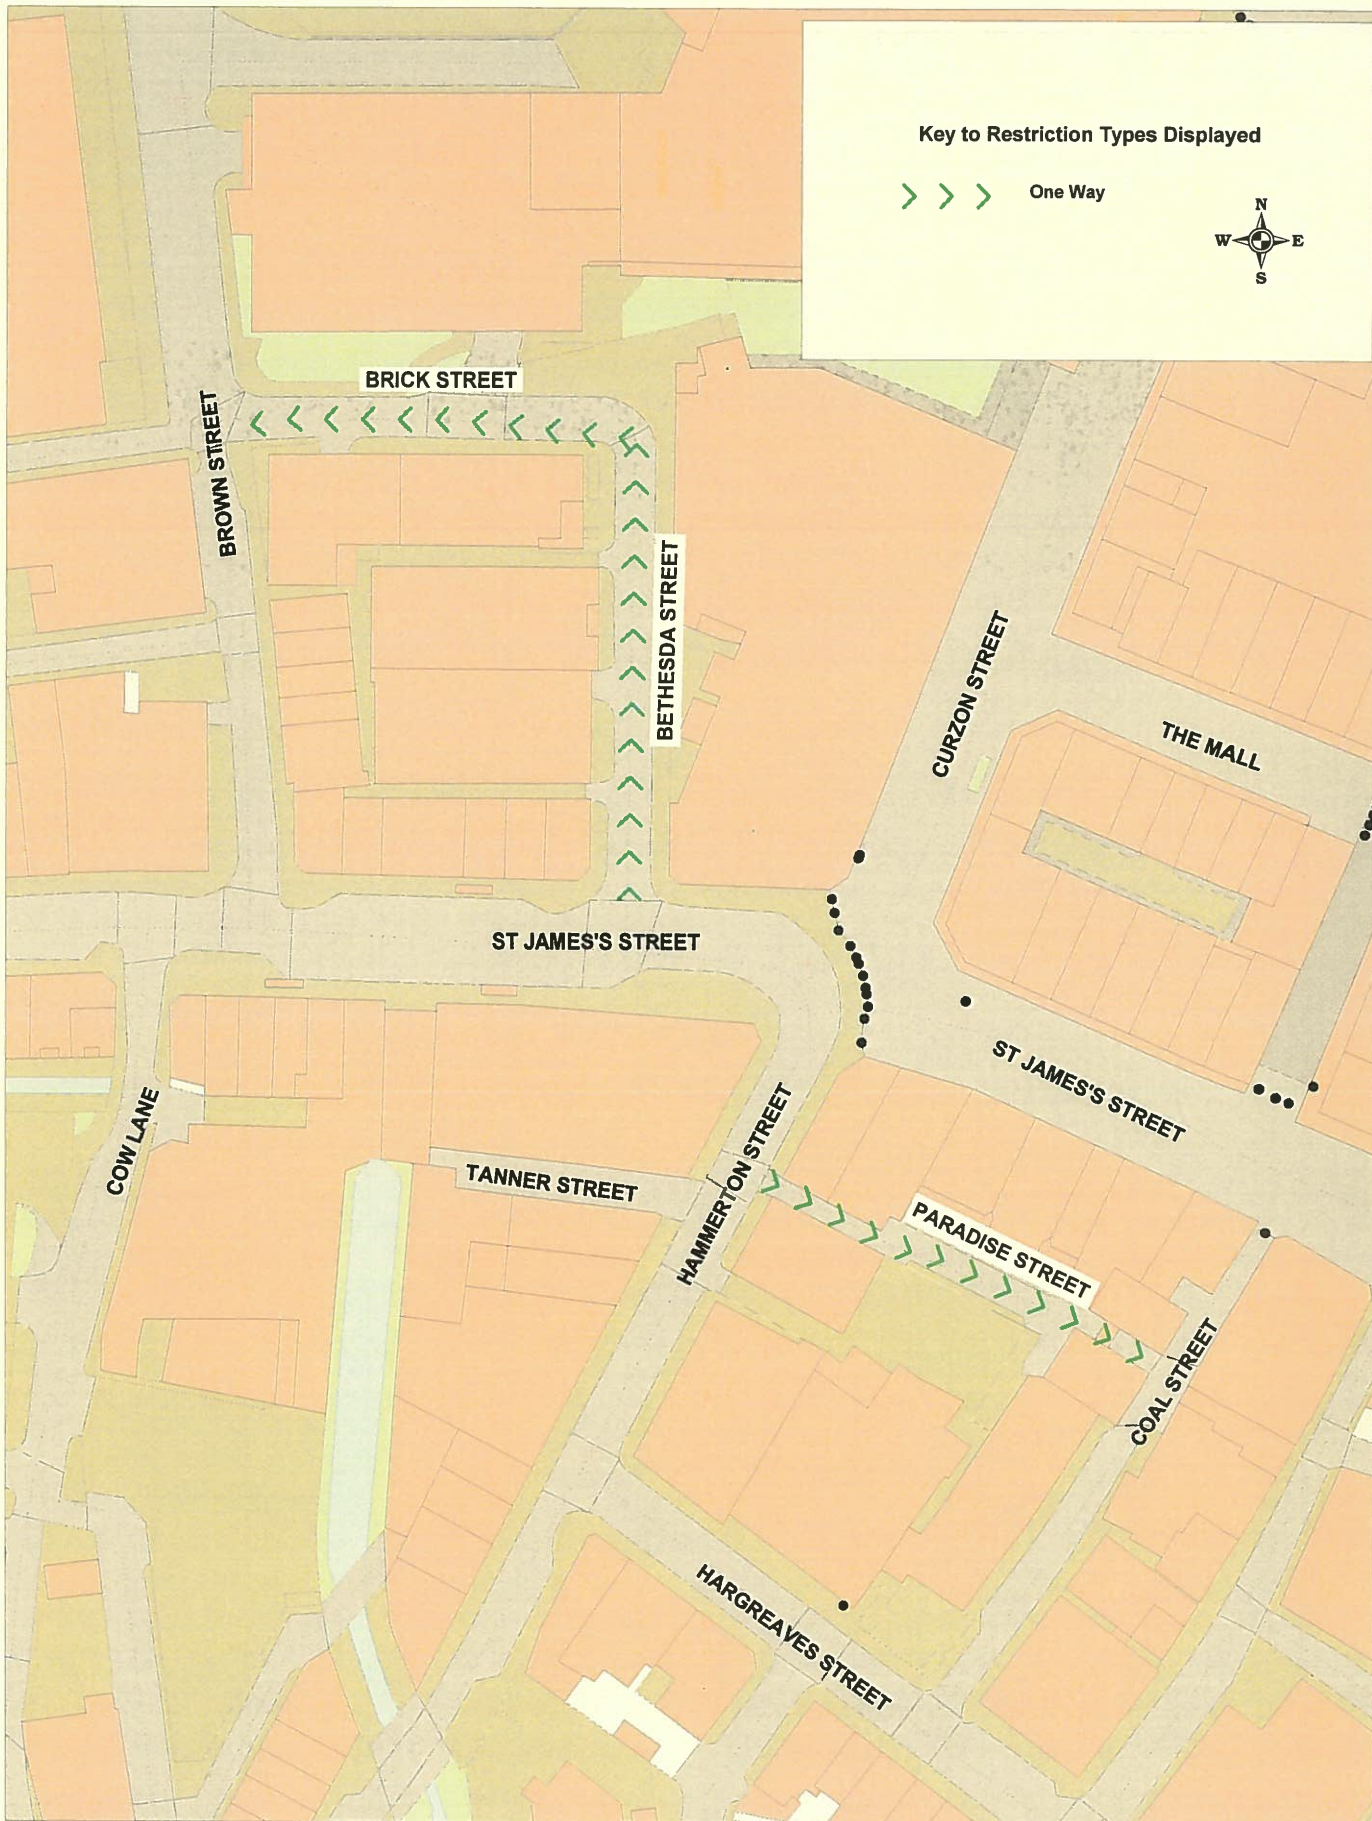 Key to Restriction Types Displayed
One Way
N
W E
S
BRICK STREET
BROWN STREET
BETHESDA STREET
CURZON STREET
THE MALL
ST JAMES'S STREET
ST JAMES'S STREET
COW LANE
TANNER STREET
HAMMERTON STREET
PARADISE STREET
COAL STREET
HARGREAVES STREET